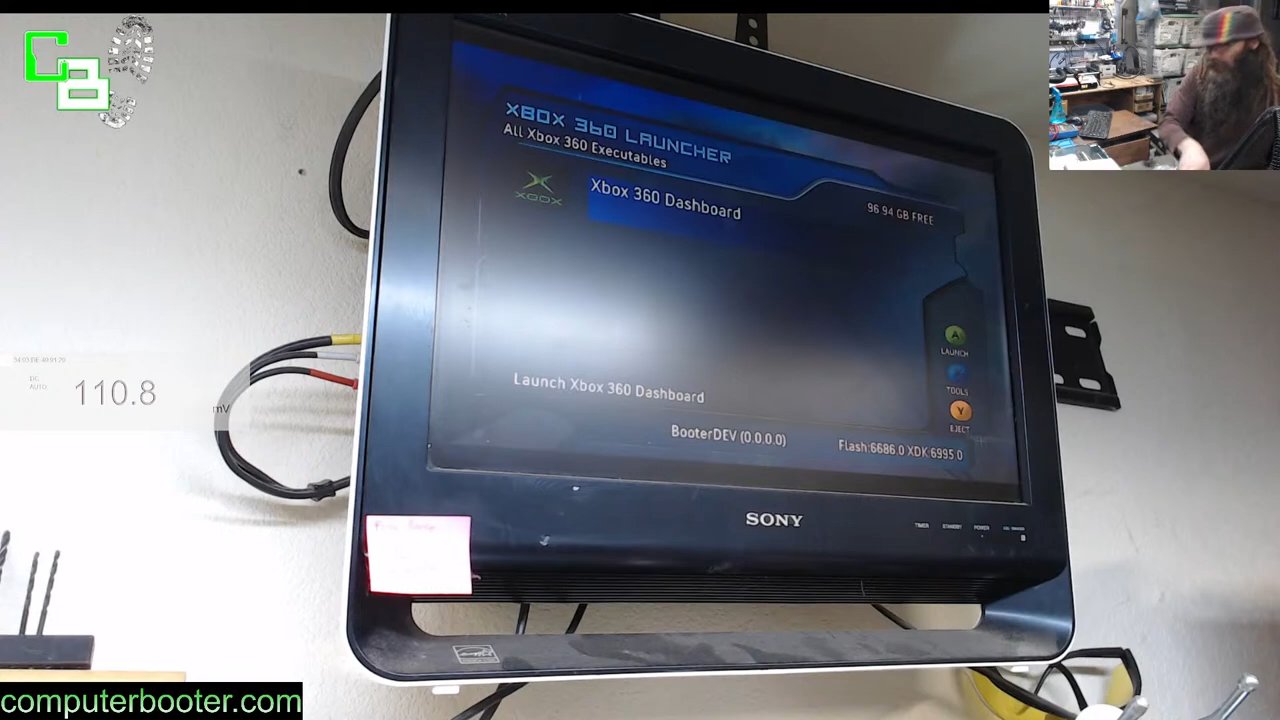 CB
XBOX 360 LAUNCHER
All Xbox 360 Executables
XBOX
Xbox 360 Dashboard
96.94 GB FREE
A
LAUNCH
TOOLS
Y
EJECT
Launch Xbox 360 Dashboard
BooterDEV (0.0.0.0)
Flash:6686.0 XDK:6995.0
DC
AUTO
110.8
mV
SONY
TIMER
STANDBY
POWER
computerbooter.com